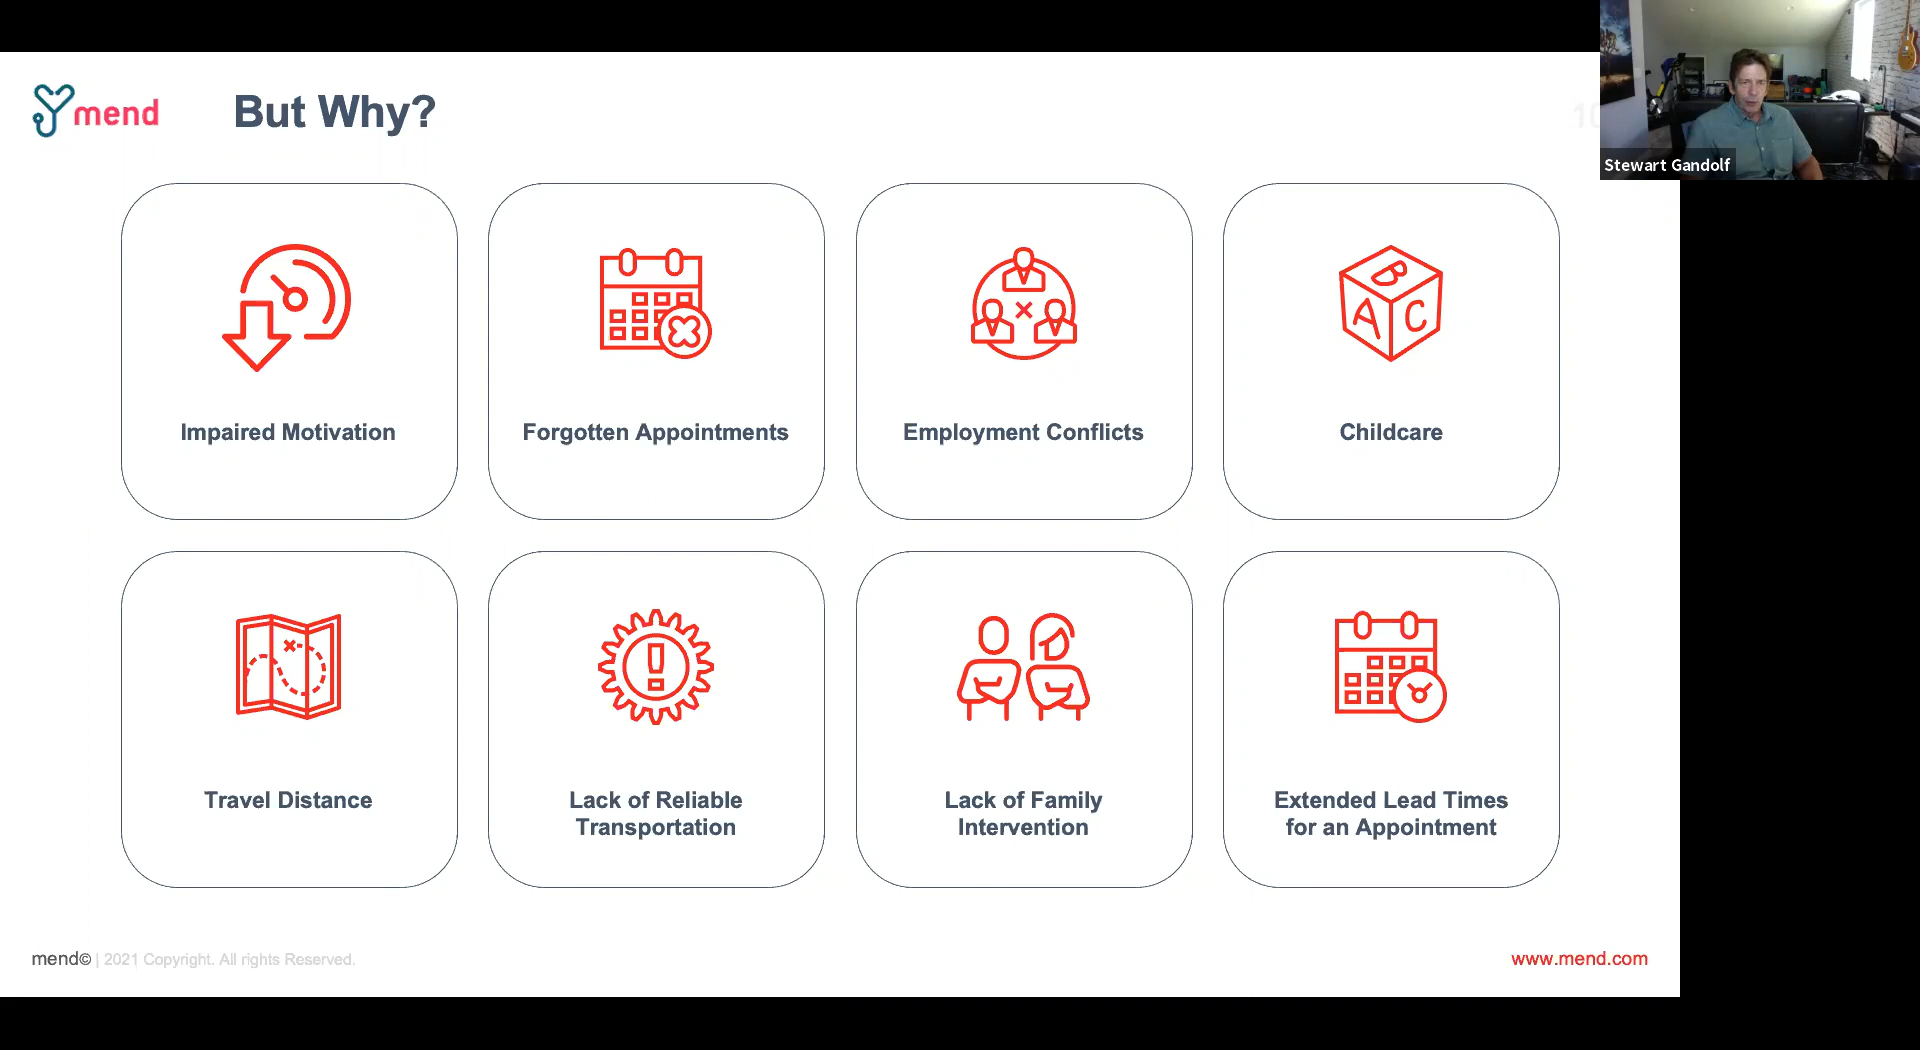 mend
But Why?
10
Stewart Gandolf
Impaired Motivation
Forgotten Appointments
Employment Conflicts
A B C
Childcare
Travel Distance
Lack of Reliable
Transportation
Lack of Family
Intervention
Extended Lead Times
for an Appointment
mend© | 2021 Copyright. All rights Reserved.
www.mend.com